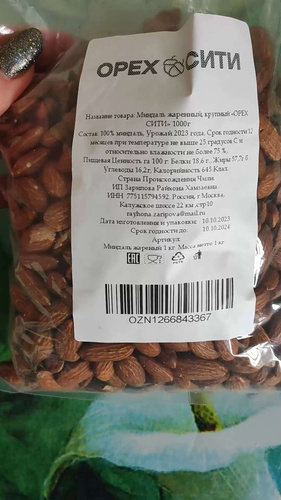 ОРЕХ СИТИ
Название товара: Миндаль жаренный, крупный «ОРЕХ
СИТИ» 1000г
Состав: 100% миндаль, Урожай 2023 года, Срок годности 12
месяцев при температуре не выше 25 градусов С и
относительно влажности не более 75 %,
Пищевая Ценность на 100 г: Белки 18.6 г., Жиры 57,7 г
Углеводы 16,2г, Калорийность 645 Ккал.
Страна Происхождения Чили.
ИП Зарипова Райхона Хамзаевна
ИНН 775115794592, Россия, г Москва,
Калужское шоссе 22 км ,стр10
rayhona.zaripova@mail.ru
Дата изготовления и упаковки: 10.10.2023
Срок годности до: 10.10.2024
Артикул:
Миндаль жареный 1 кг. Масса нетто 1 кг
EAC
OZN1266843367